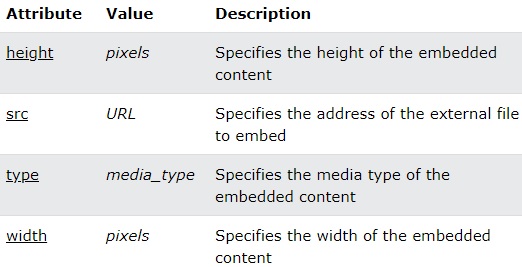 Attribute Value Description
height pixels Specifies the height of the embedded
content
src URL Specifies the address of the external file
to embed
type media_type Specifies the media type of the
embedded content
width pixels Specifies the width of the embedded
content